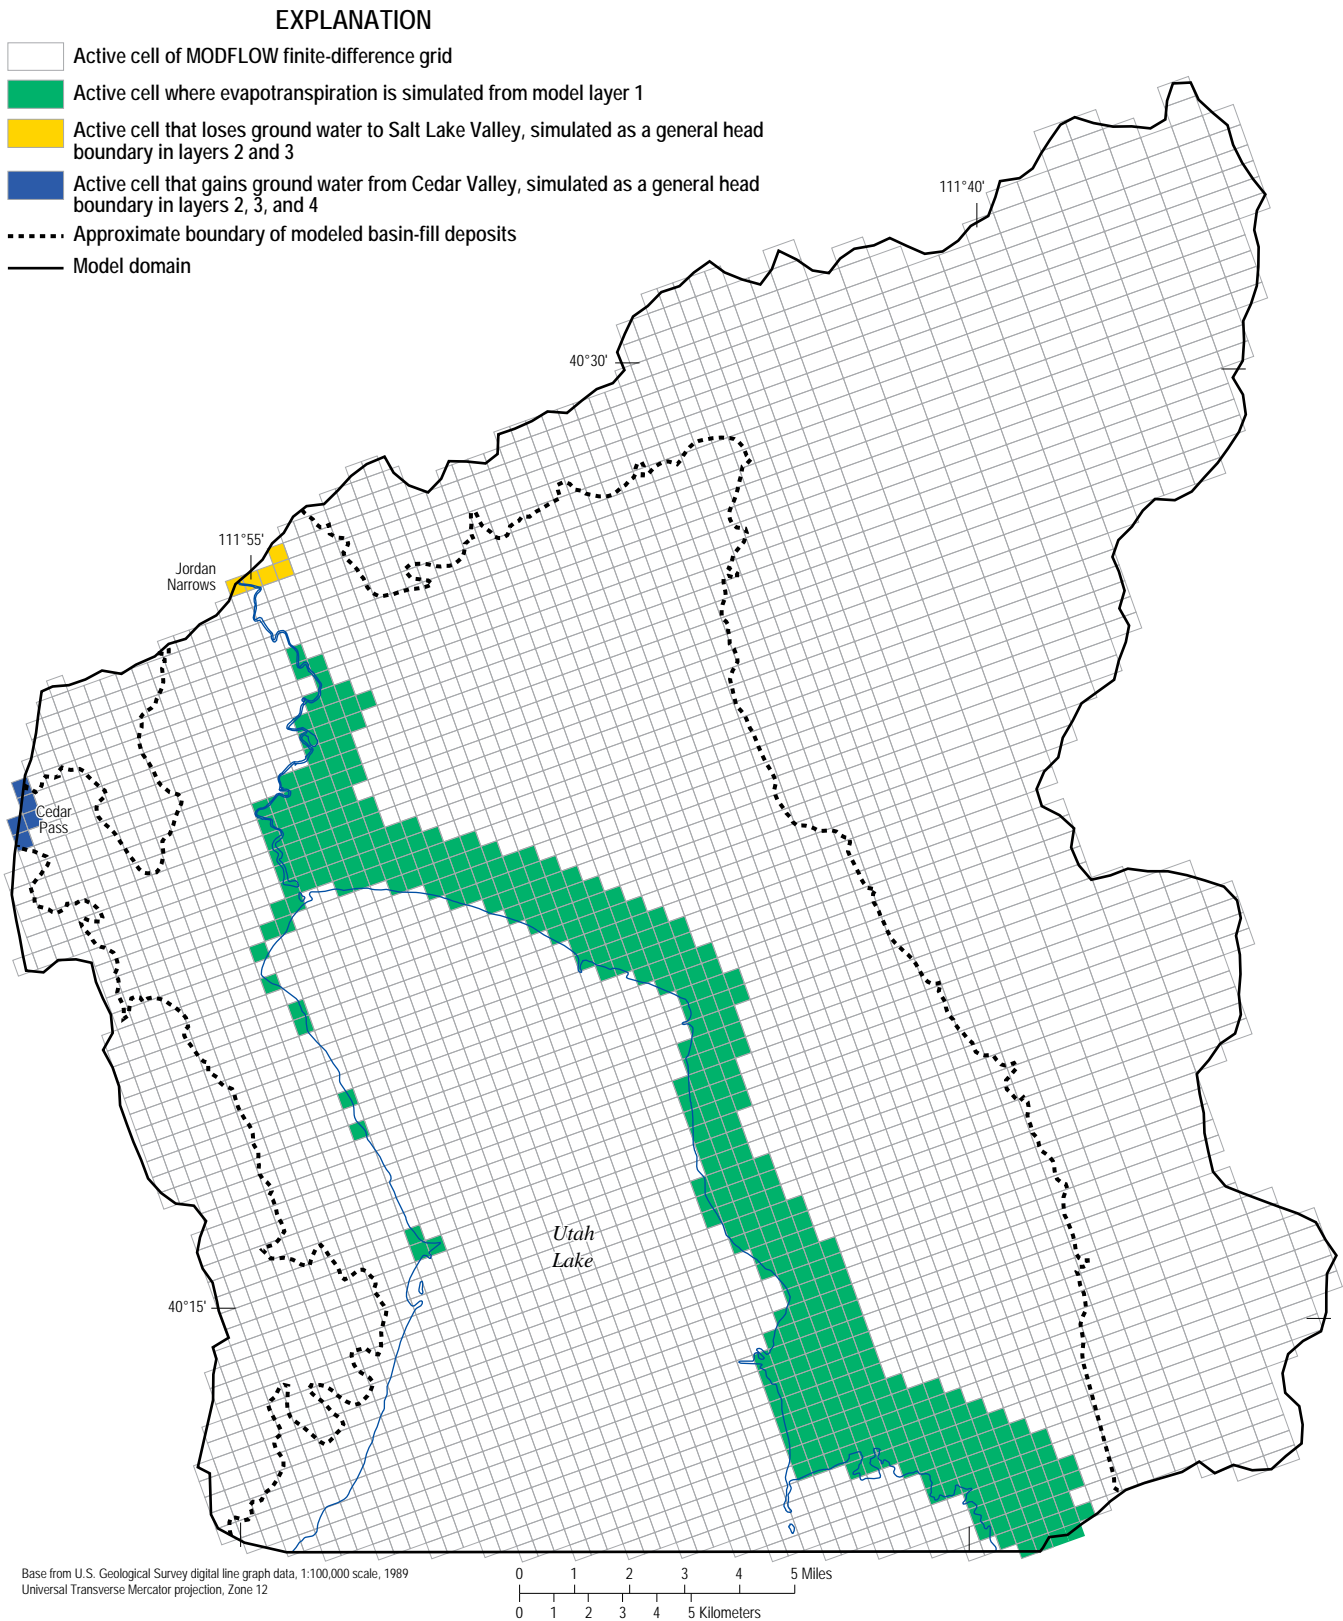 EXPLANATION
Active cell of MODFLOW finite-difference grid
Active cell where evapotranspiration is simulated from model layer 1
Active cell that loses ground water to Salt Lake Valley, simulated as a general head
boundary in layers 2 and 3
Active cell that gains ground water from Cedar Valley, simulated as a general head
boundary in layers 2, 3, and 4
Approximate boundary of modeled basin-fill deposits
Model domain
111°40'
40°30'
111°55'
Jordan
Narrows
Cedar
Pass
Utah
Lake
40°15'
Base from U.S. Geological Survey digital line graph data, 1:100,000 scale, 1989
Universal Transverse Mercator projection, Zone 12
0 1 2 3 4 5 Miles
0 1 2 3 4 5 Kilometers